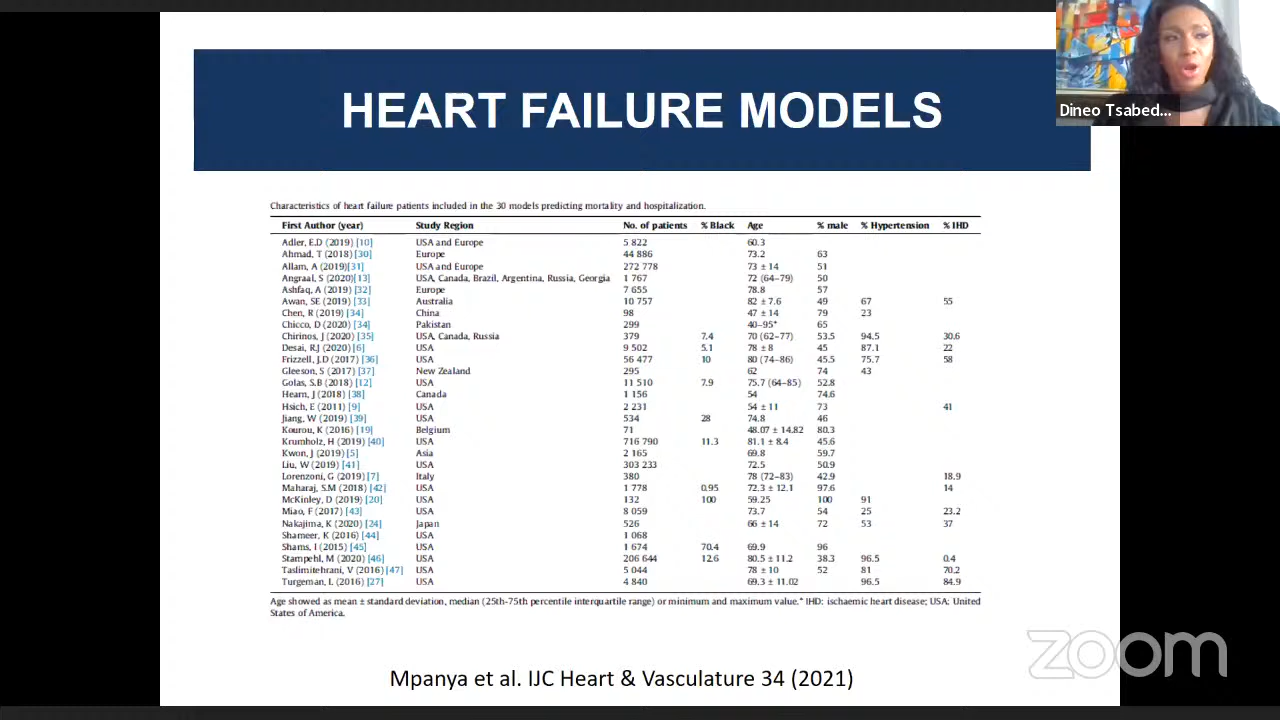 HEART FAILURE MODELS
Dineo Tsabed...
Characteristics of heart failure patients included in the 30 models predicting mortality and hospitalization.
First Author (year) Study Region No. of patients % Black Age % male % Hypertension % IHD
Adler, E.D (2019) [10] USA and Europe 5 822 60.3
Ahmad, T (2018) [30] Europe 44 886 73.2 63
Allam, A (2019)[31] USA and Europe 272 778 73 ± 14 51
Angraal, S (2020)[13] USA, Canada, Brazil, Argentina, Russia, Georgia 1 767 72 (64–79) 50
Ashfaq, A (2019) [32] Europe 7 655 78.8 57
Awan, SE (2019) [33] Australia 10 757 82 ± 7.6 49 67 55
Chen, R (2019) [34] China 98 47 ± 14 79 23
Chicco, D (2020) [34] Pakistan 299 40–95* 65
Chirinos, J (2020) [35] USA, Canada, Russia 379 7.4 70 (62–77) 53.5 94.5 30.6
Desai, R.J (2020) [6] USA 9 502 5.1 78 ± 8 45 87.1 22
Frizzell, J.D (2017) [36] USA 56 477 10 80 (74–86) 45.5 75.7 58
Gleeson, S (2017) [37] New Zealand 295 62 74 43
Golas, S.B (2018) [12] USA 11 510 7.9 75.7 (64–85) 52.8
Hearn, J (2018) [38] Canada 1 156 54 74.6
Hsich, E (2011) [9] USA 2 231 54 ± 11 73 41
Jiang, W (2019) [39] USA 534 28 74.8 46
Kourou, K (2016) [19] Belgium 71 48.07 ± 14.82 80.3
Krumholz, H (2019) [40] USA 716 790 11.3 81.1 ± 8.4 45.6
Kwon, J (2019) [5] Asia 2 165 69.8 59.7
Liu, W (2019) [41] USA 303 233 72.5 50.9
Lorenzoni, G (2019) [7] Italy 380 78 (72–83) 42.9 18.9
Maharaj, S.M (2018) [42] USA 1 778 0.95 72.3 ± 12.1 97.6 14
McKinley, D (2019) [20] USA 132 100 59.25 100 91
Miao, F (2017) [43] USA 8 059 73.7 54 25 23.2
Nakajima, K (2020) [24] Japan 526 66 ± 14 72 53 37
Shameer, K (2016) [44] USA 1 068
Shams, I (2015) [45] USA 1 674 70.4 69.9 96
Stampehl, M (2020) [46] USA 206 644 12.6 80.5 ± 11.2 38.3 96.5 0.4
Taslimitehrani, V (2016) [47] USA 5 044 78 ± 10 52 81 70.2
Turgeman, L (2016) [27] USA 4 840 69.3 ± 11.02 96.5 84.9
Age showed as mean ± standard deviation, median (25th-75th percentile interquartile range) or minimum and maximum value.* IHD: ischaemic heart disease; USA: United
States of America.
zoom
Mpanya et al. IJC Heart & Vasculature 34 (2021)